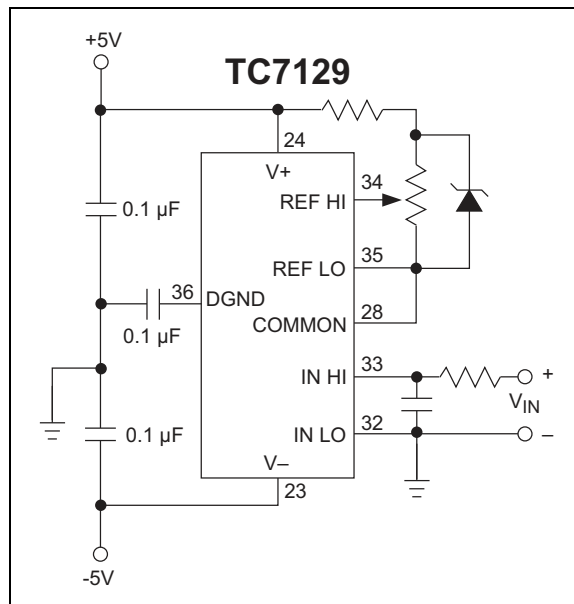 +5V
TC7129
24
V+
34
REF HI
0.1 µF
35
REF LO
36
DGND
28
COMMON
0.1 µF
33
IN HI
+
VIN
0.1 µF
32
IN LO
–
V–
23
-5V